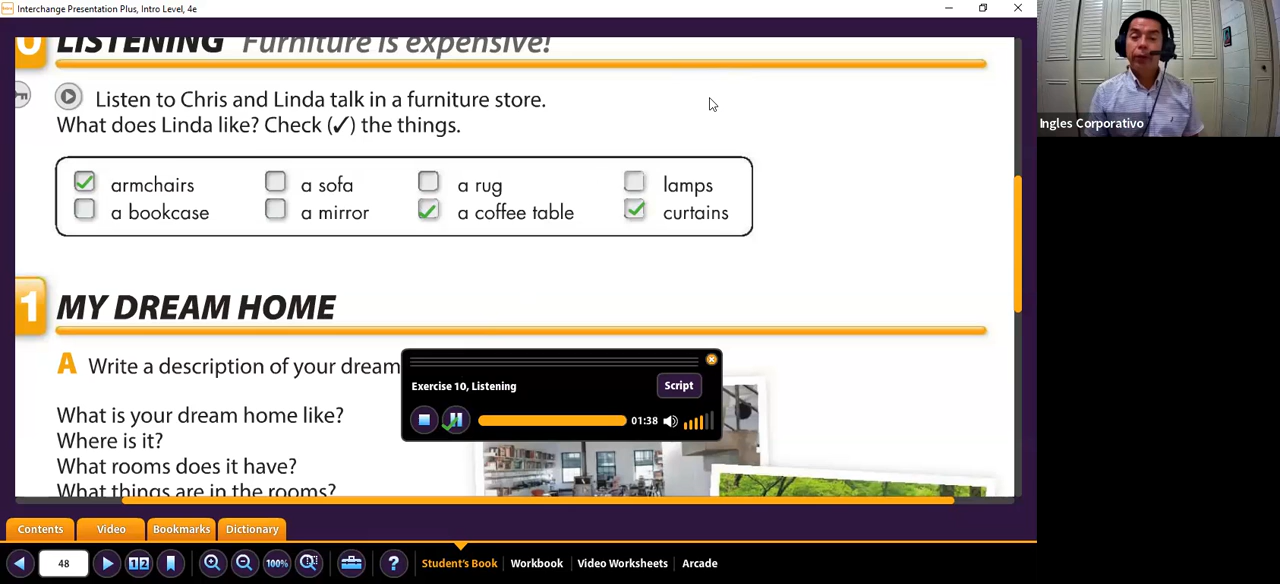 Interchange Presentation Plus, Intro Level, 4e
LISTENING Furniture is expensive!
Listen to Chris and Linda talk in a furniture store.
What does Linda like? Check (✓) the things.
armchairs a sofa a rug lamps
a bookcase a mirror a coffee table curtains
1 MY DREAM HOME
A Write a description of your dream
Exercise 10, Listening Script
01:38
What is your dream home like?
Where is it?
What rooms does it have?
What things are in the rooms?
Contents Video Bookmarks Dictionary
48 1 2 100% ? Student's Book Workbook Video Worksheets Arcade
Ingles Corporativo